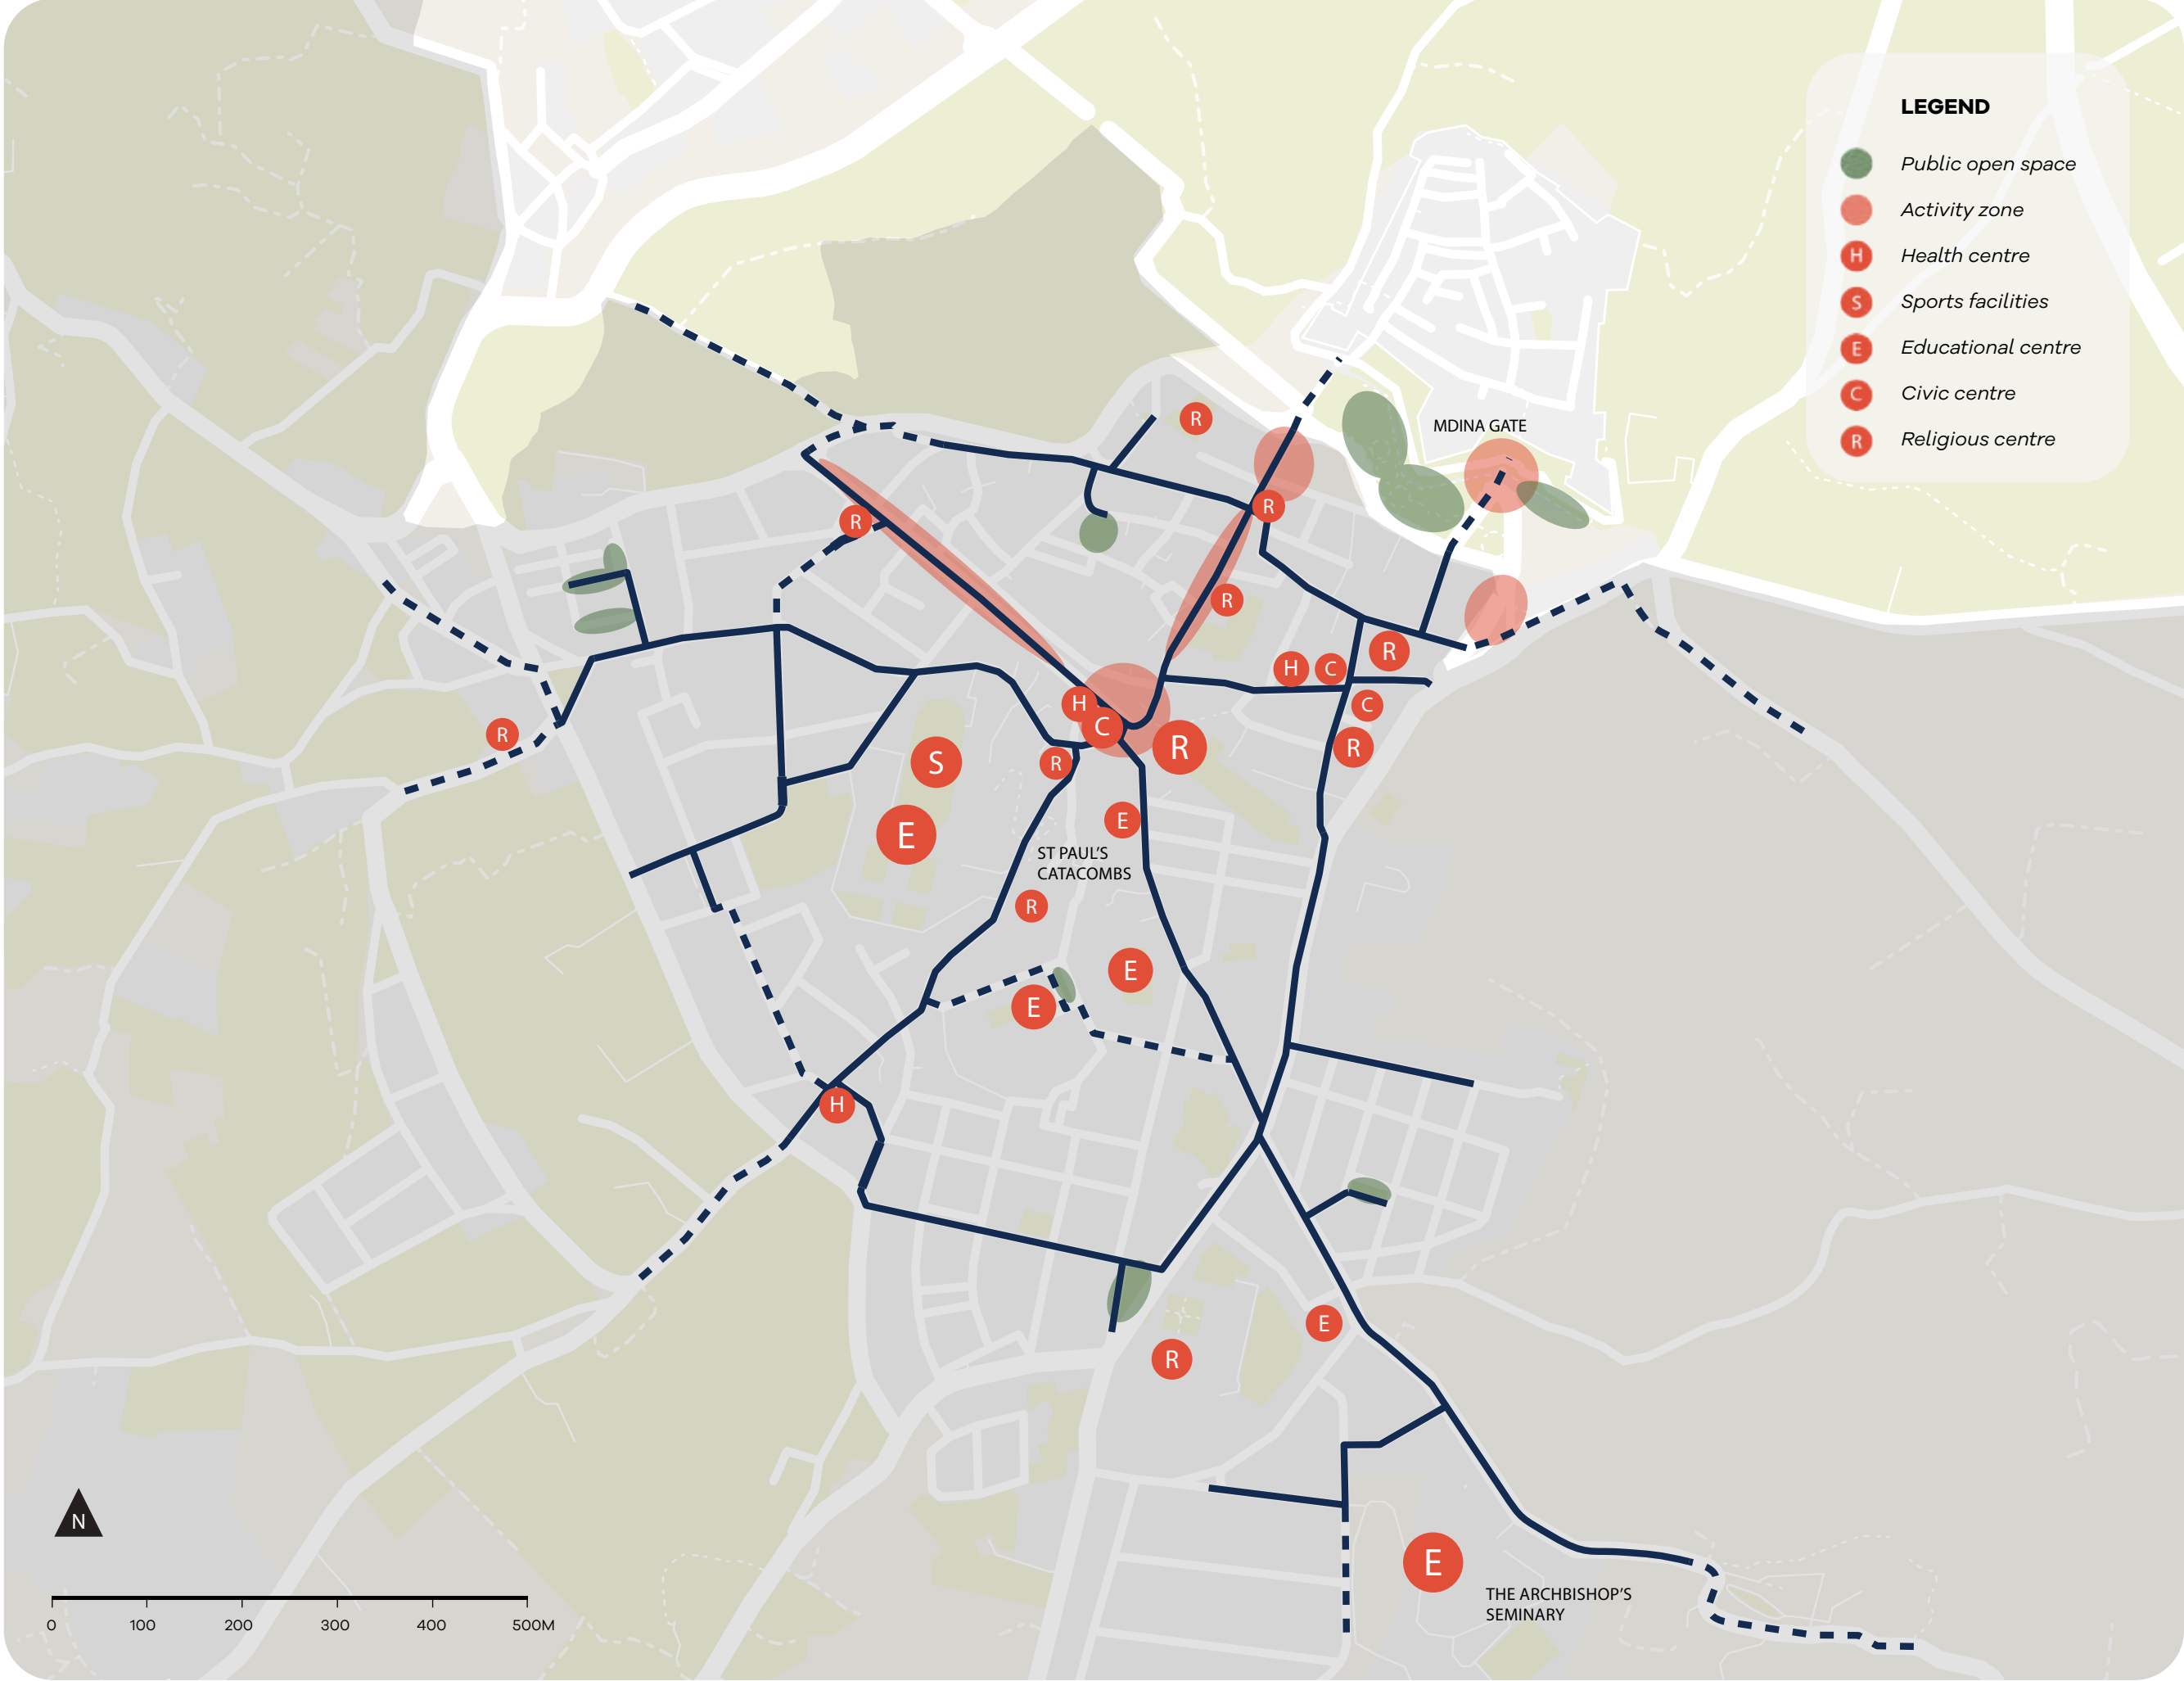 LEGEND
Public open space
Activity zone
H Health centre
S Sports facilities
E Educational centre
C Civic centre
R Religious centre
MDINA GATE
R
R
R
R
R
H
C
H
C
C
R
R
R
R
S
R
E
E
ST PAUL'S
CATACOMBS
R
E
E
H
E
R
E
THE ARCHBISHOP'S
SEMINARY
N
0 100 200 300 400 500M